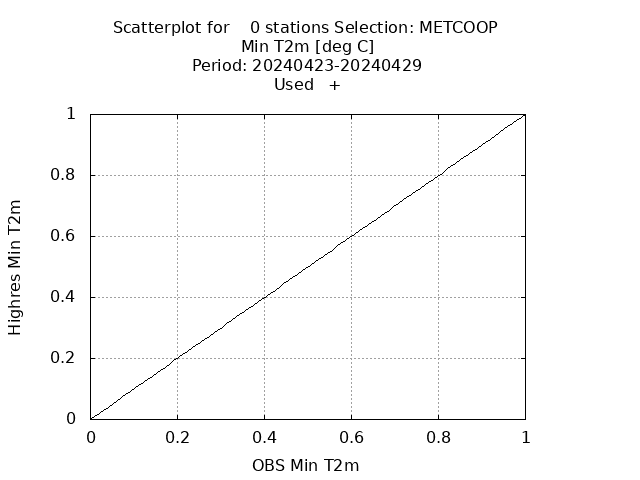 Scatterplot for    0 stations Selection: METCOOP
Min T2m [deg C]
Period: 20240423-20240429
Used   +
1
0.8
0.6
0.4
0.2
0
Highres Min T2m
0 0.2 0.4 0.6 0.8 1
OBS Min T2m